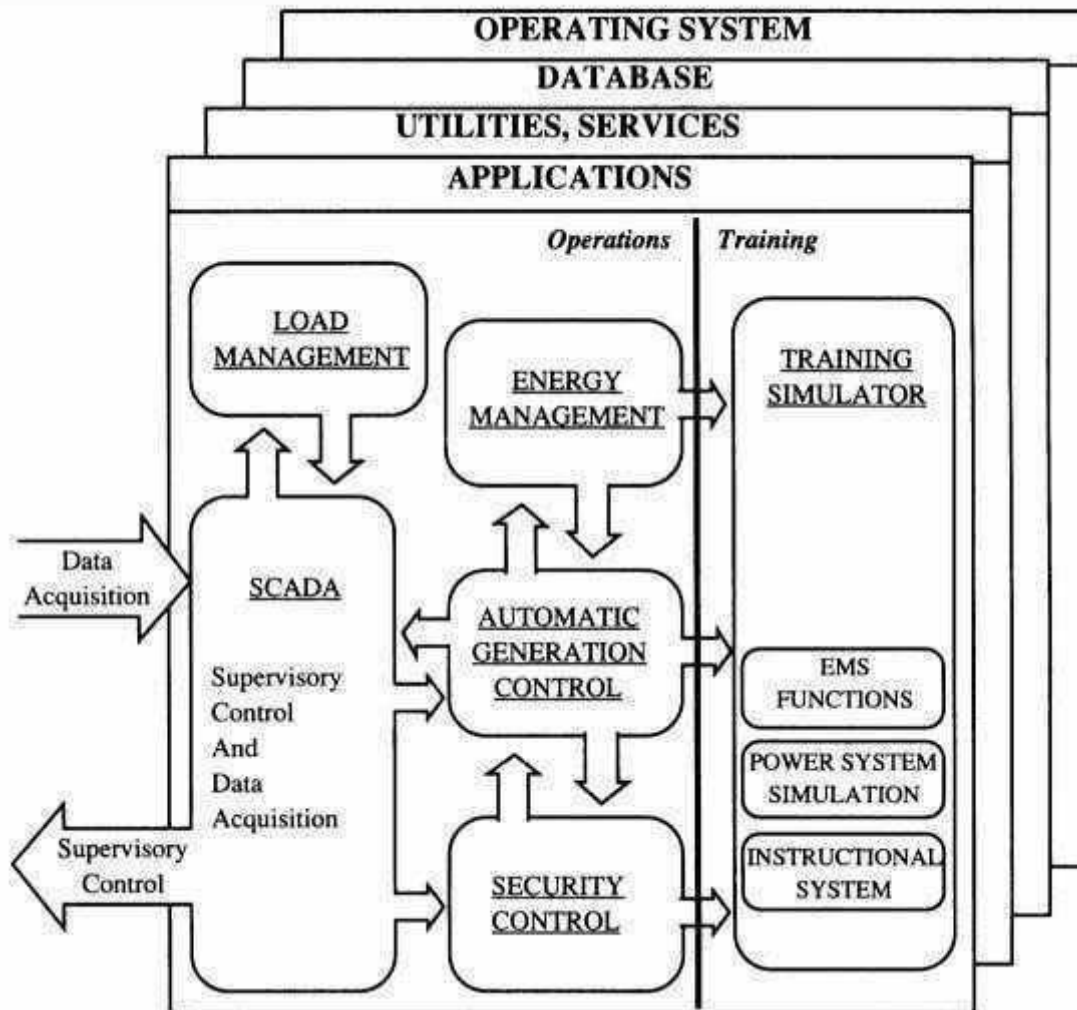 OPERATING SYSTEM
DATABASE
UTILITIES, SERVICES
APPLICATIONS
Operations
Training
LOAD
MANAGEMENT
ENERGY
MANAGEMENT
TRAINING
SIMULATOR
Data
Acquisition
SCADA
Supervisory
Control
And
Data
Acquisition
AUTOMATIC
GENERATION
CONTROL
EMS
FUNCTIONS
POWER SYSTEM
SIMULATION
INSTRUCTIONAL
SYSTEM
Supervisory
Control
SECURITY
CONTROL